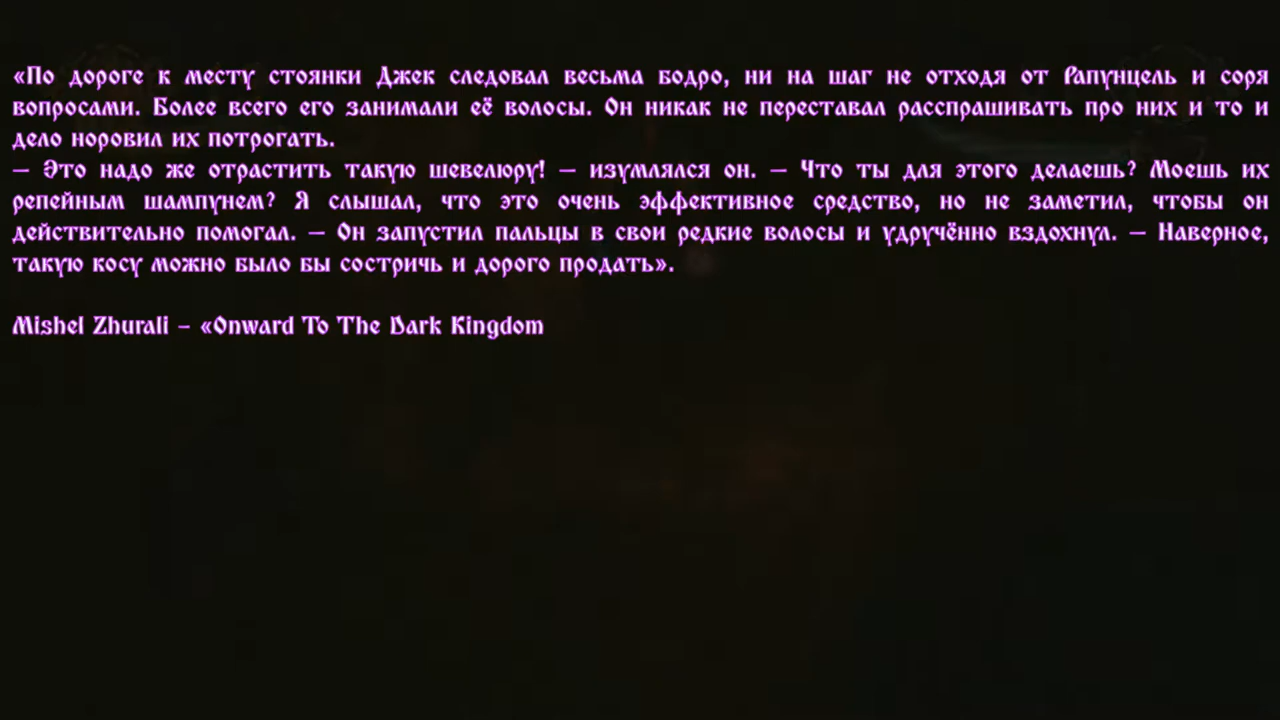 «По дороге к месту стоянки Джек следовал весьма бодро, ни на шаг не отходя от Рапунцель и соря
вопросами. Более всего его занимали её волосы. Он никак не переставал расспрашивать про них и то и
дело норовил их потрогать.
— Это надо же отрастить такую шевелюру! — изумлялся он. — Что ты для этого делаешь? Моешь их
репейным шампунем? Я слышал, что это очень эффективное средство, но не заметил, чтобы он
действительно помогал. — Он запустил пальцы в свои редкие волосы и удручённо вздохнул. — Наверное,
такую косу можно было бы состричь и дорого продать».
Mishel Zhurali – «Onward To The Dark Kingdom